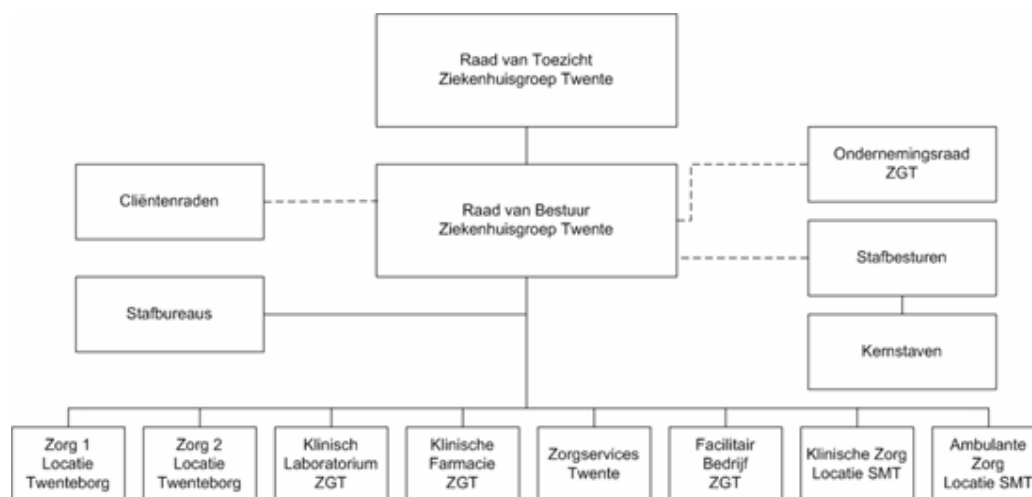 Raad van Toezicht
Ziekenhuisgroep Twente
Ondernemingsraad
ZGT
Cliëntenraden
Raad van Bestuur
Ziekenhuisgroep Twente
Stafbesturen
Stafbureaus
Kernstaven
Zorg 1
Locatie
Twenteborg
Zorg 2
Locatie
Twenteborg
Klinisch
Laboratorium
ZGT
Klinische
Farmacie
ZGT
Zorgservices
Twente
Facilitair
Bedrijf
ZGT
Klinische Zorg
Locatie SMT
Ambulante
Zorg
Locatie SMT